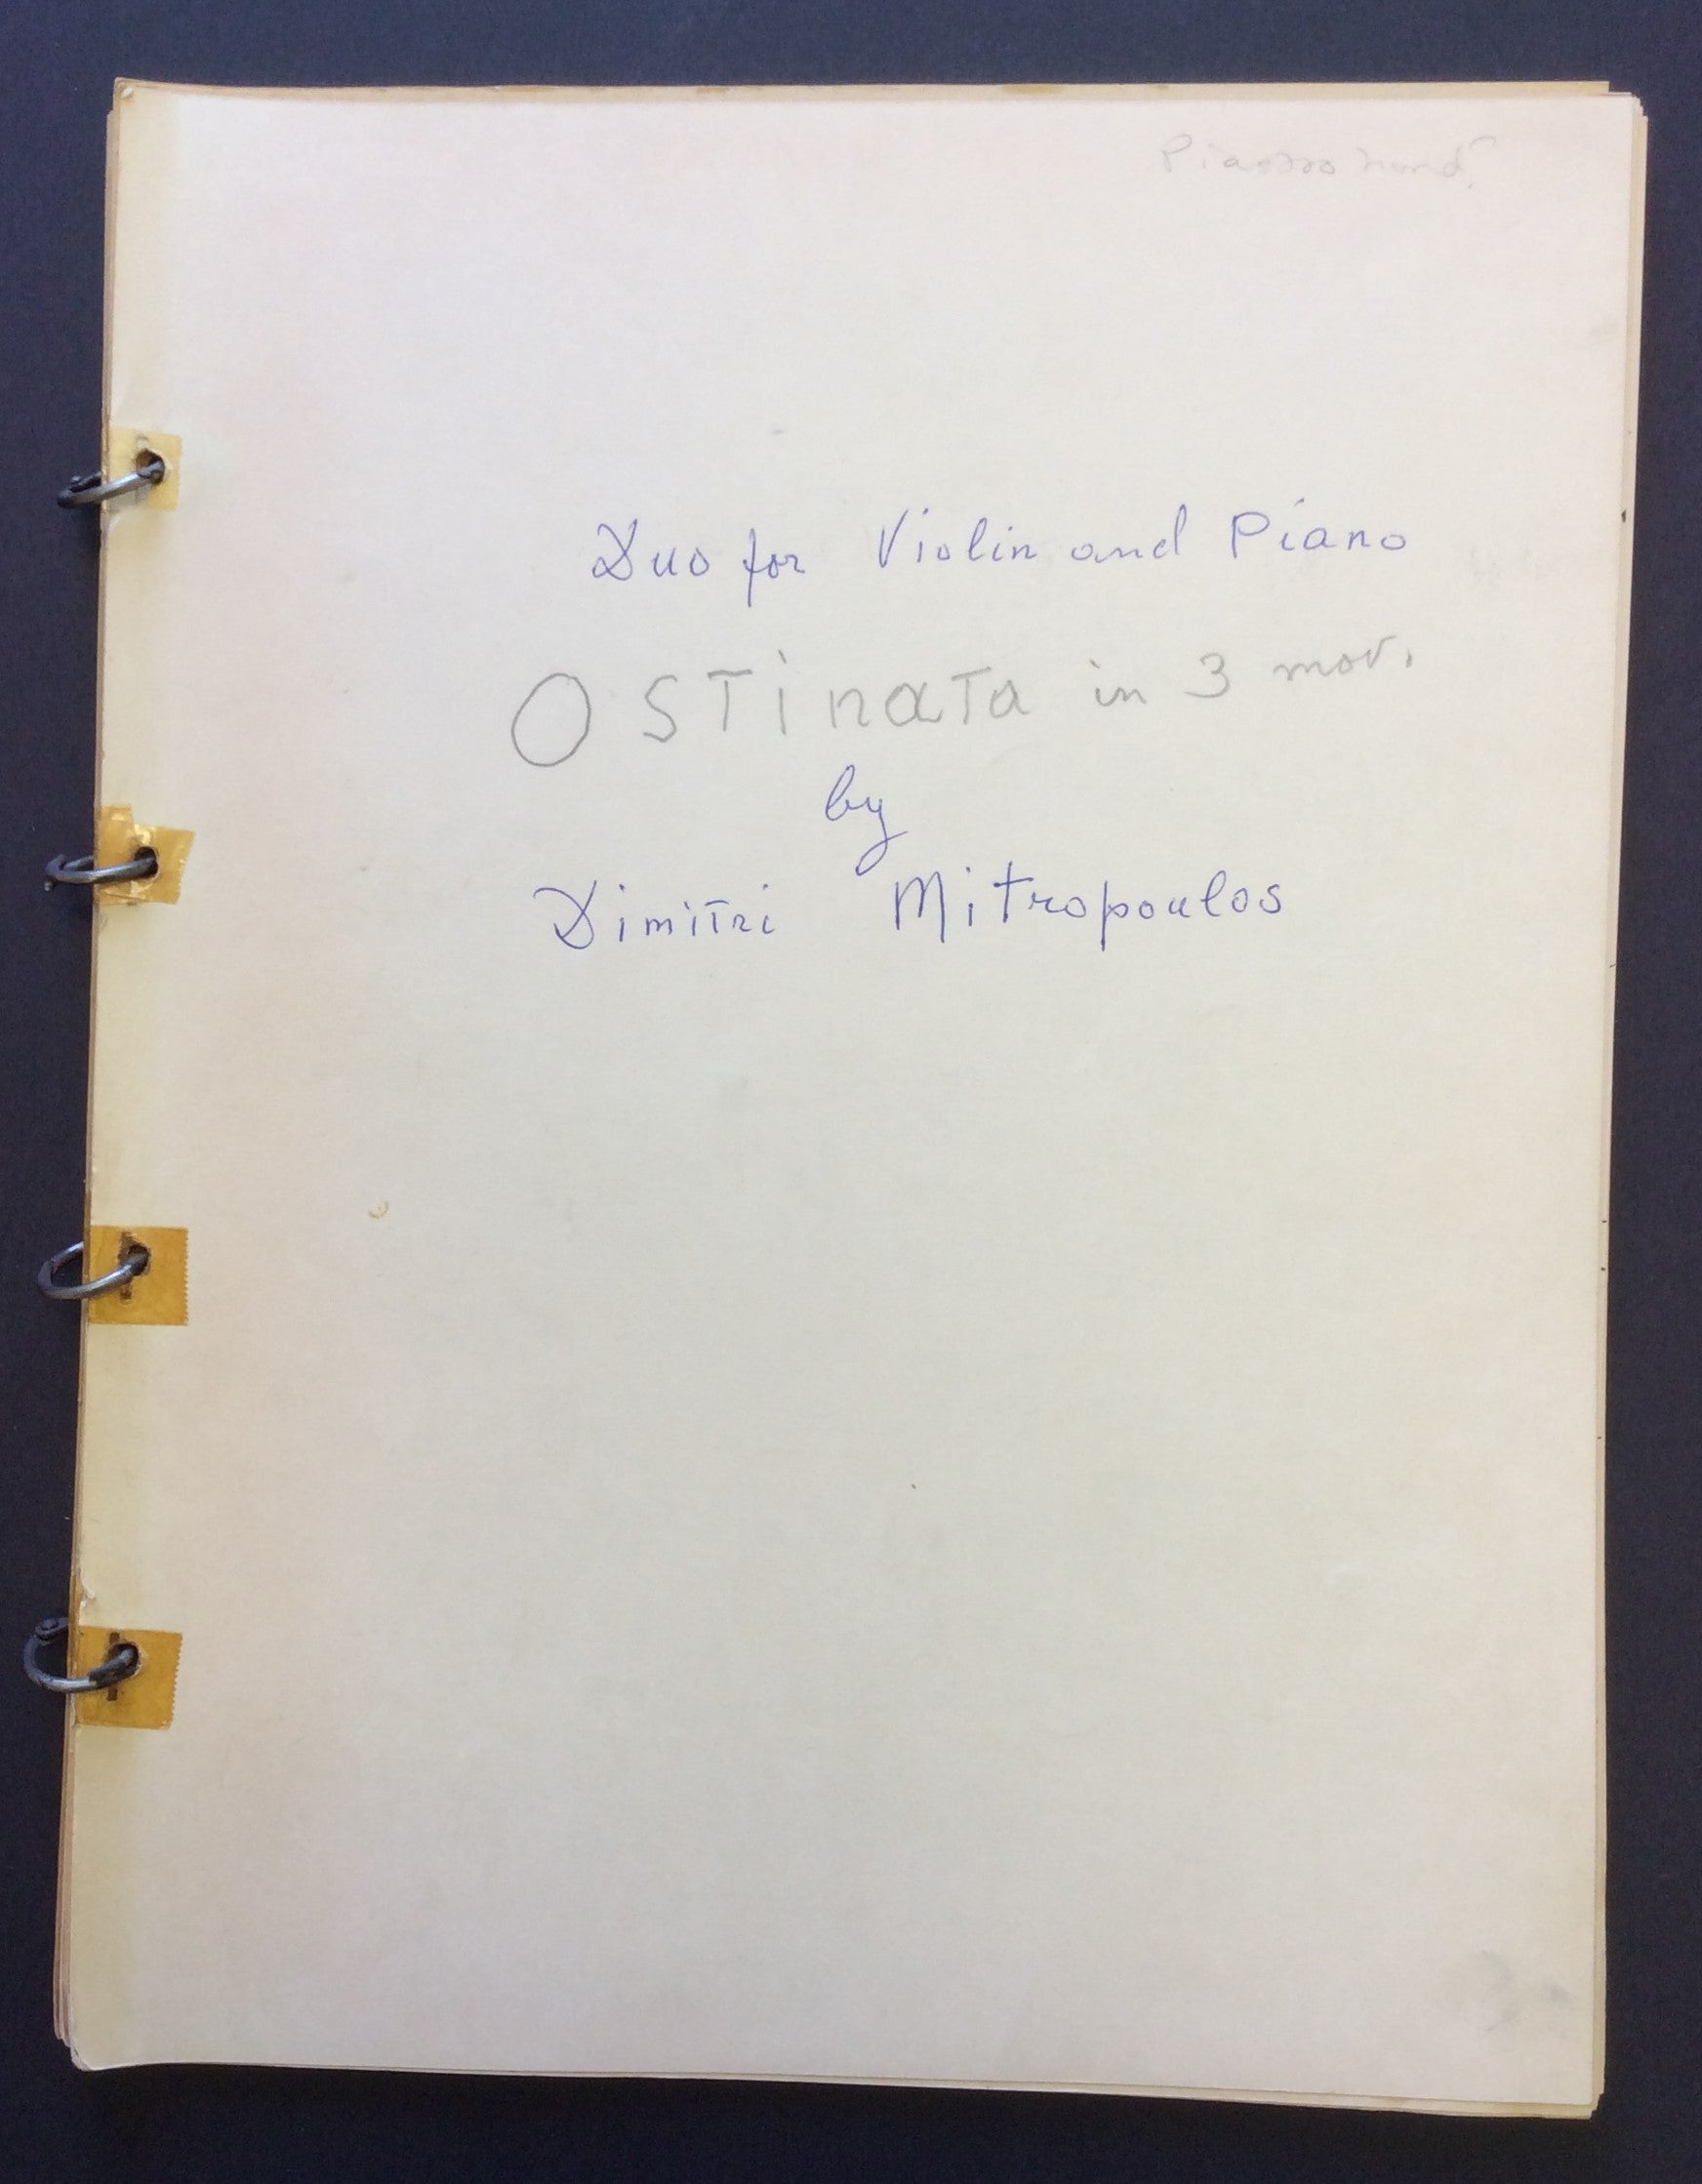 Duo for Violin and Piano
OSTinaTa in 3 mov.
by
Dimitri Mitropoulos